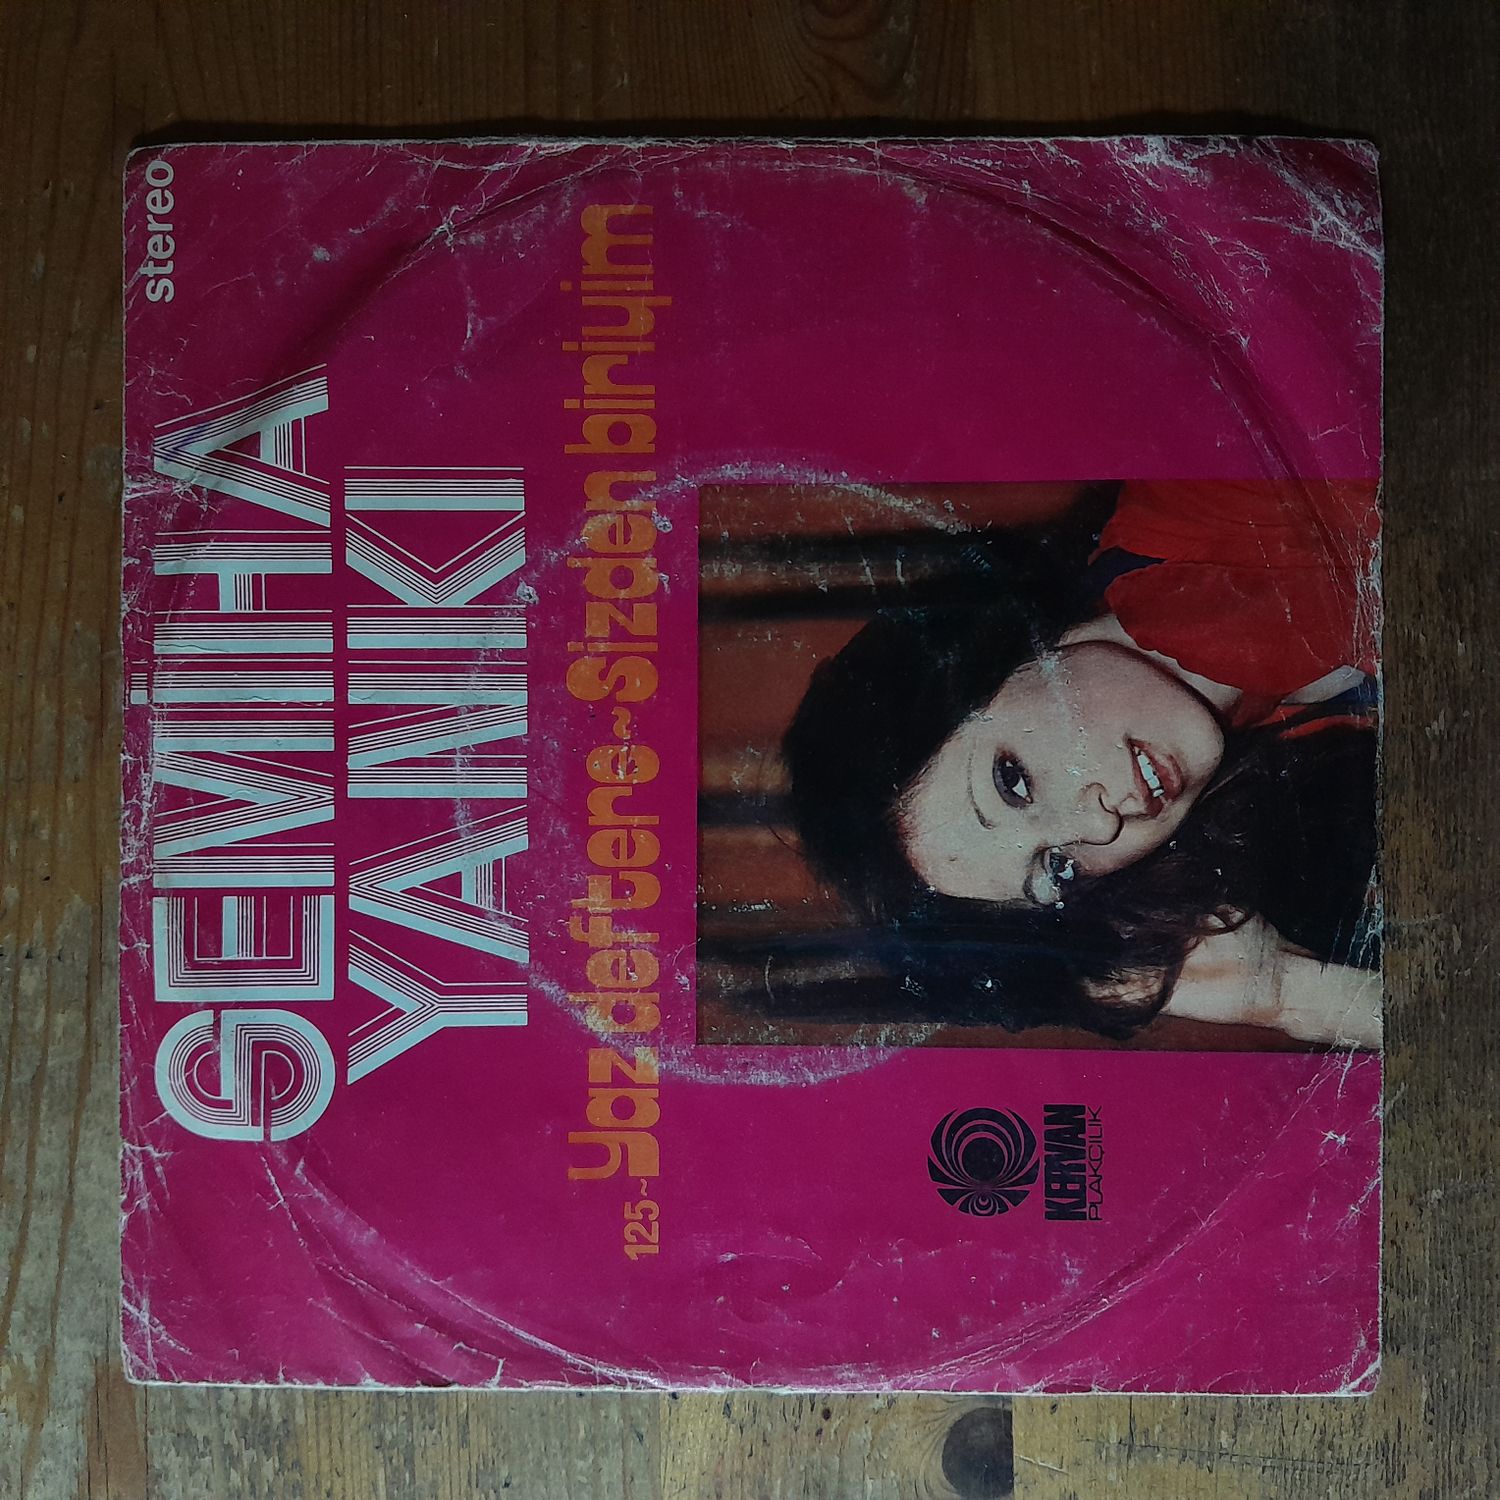 stereo
SEMİHA
YANKI
125~Yaz deftere~Sizden biriyim
KERVAN
PLAKÇILIK